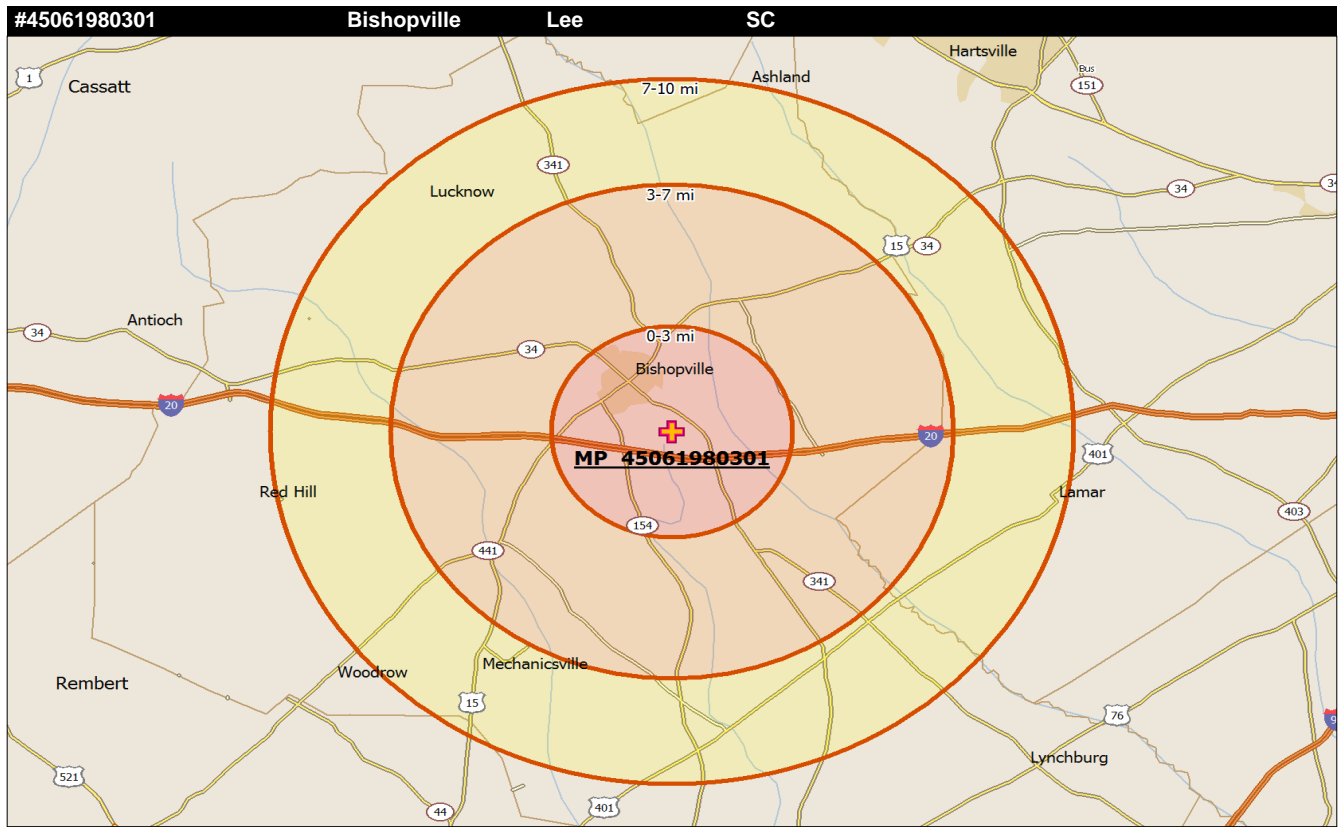 #45061980301 Bishopville Lee SC
Hartsville
1
Cassatt
Ashland
Bus
151
7-10 mi
341
Lucknow
34
34
3-7 mi
15 34
Antioch
34
0-3 mi
34
Bishopville
20
20
MP 45061980301
401
Red Hill
Lamar
403
154
441
341
Mechanicsville
Woodrow
Rembert
15
76
Lynchburg
521
44
401
9